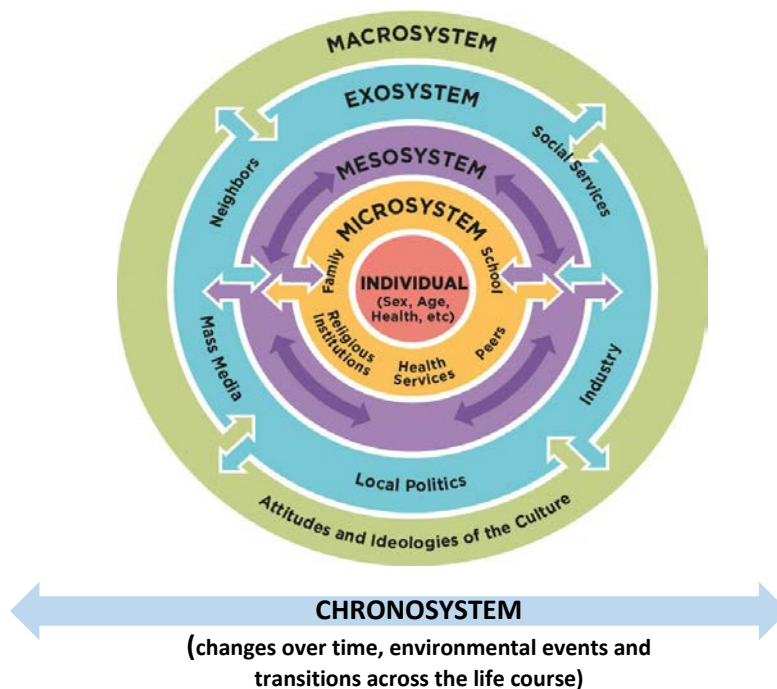 MACROSYSTEM
EXOSYSTEM
MESOSYSTEM
MICROSYSTEM
INDIVIDUAL
(Sex, Age,
Health, etc)
Family
School
Religious
Institutions
Health
Services
Peers
Neighbors
Social Services
Mass Media
Industry
Local Politics
Attitudes and Ideologies of the Culture
CHRONOSYSTEM
(changes over time, environmental events and
transitions across the life course)